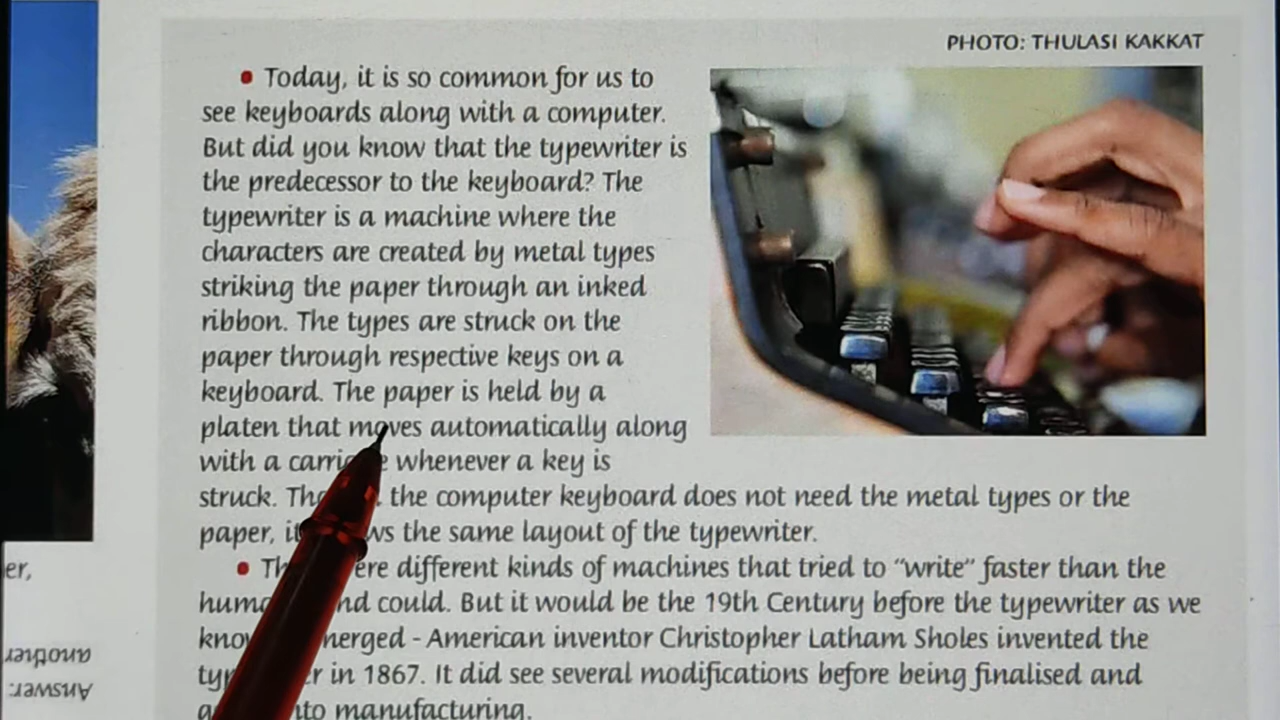 PHOTO: THULASI KAKKAT
• Today, it is so common for us to
see keyboards along with a computer.
But did you know that the typewriter is
the predecessor to the keyboard? The
typewriter is a machine where the
characters are created by metal types
striking the paper through an inked
ribbon. The types are struck on the
paper through respective keys on a
keyboard. The paper is held by a
platen that moves automatically along
with a whenever a key is
struck. the computer keyboard does not need the metal types or the
paper, the same layout of the typewriter.
• different kinds of machines that tried to “write” faster than the
could. But it would be the 19th Century before the typewriter as we
- American inventor Christopher Latham Sholes invented the
in 1867. It did see several modifications before being finalised and
manufacturing.
er,
another
Answer: